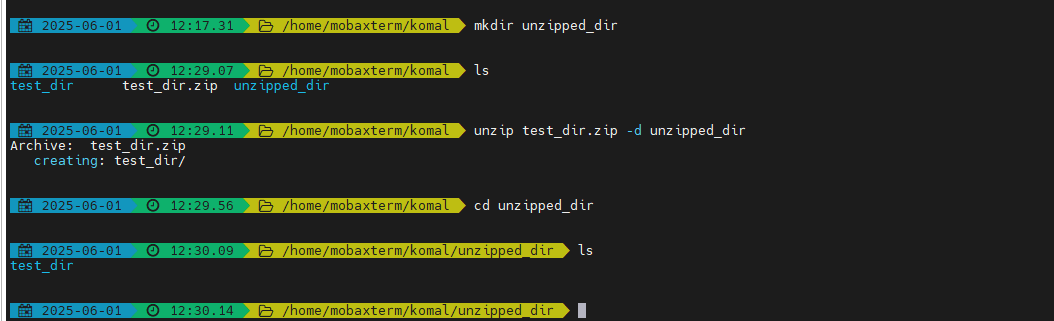 2025-06-01 12:17.31 /home/mobaxterm/komal mkdir unzipped_dir
2025-06-01 12:29.07 /home/mobaxterm/komal ls
test_dir test_dir.zip unzipped_dir
2025-06-01 12:29.11 /home/mobaxterm/komal unzip test_dir.zip -d unzipped_dir
Archive: test_dir.zip
creating: test_dir/
2025-06-01 12:29.56 /home/mobaxterm/komal cd unzipped_dir
2025-06-01 12:30.09 /home/mobaxterm/komal/unzipped_dir ls
test_dir
2025-06-01 12:30.14 /home/mobaxterm/komal/unzipped_dir